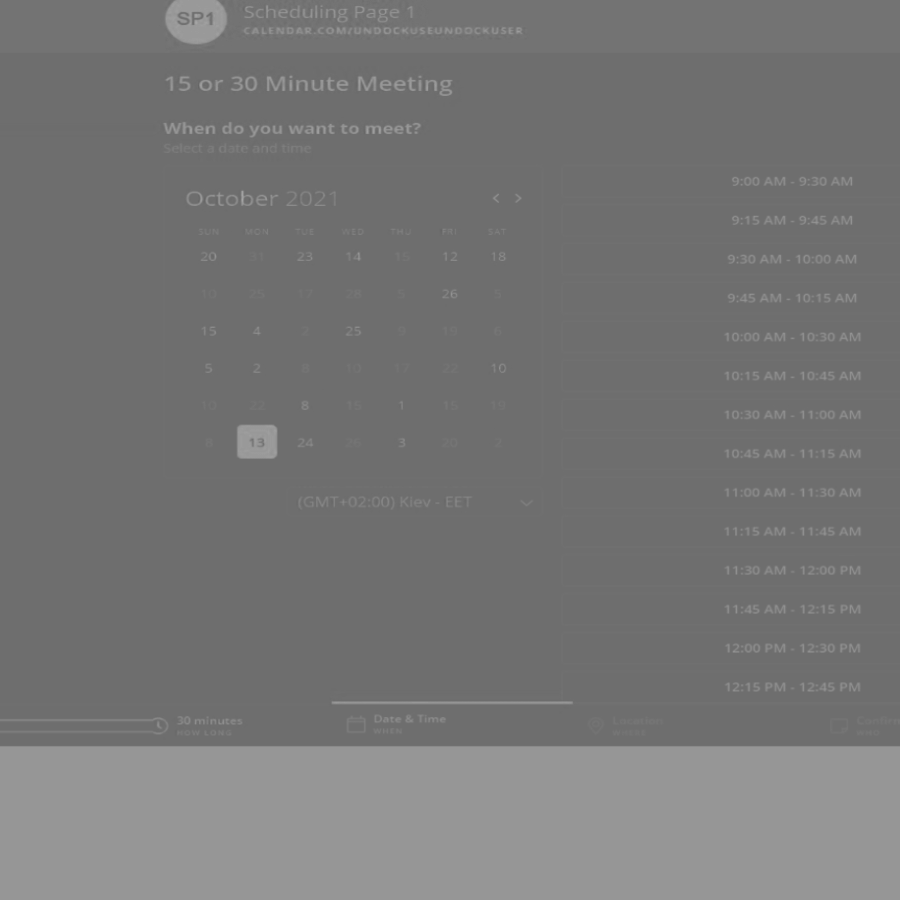 SP1
Scheduling Page 1
CALENDAR.COM/UNDOCKUSEUNDOCKUSER
15 or 30 Minute Meeting
When do you want to meet?
Select a date and time
October 2021
SUN MON TUE WED THU FRI SAT
20 31 23 14 15 12 18
10 25 17 28 9 26 5
15 4 2 25 9 18 6
5 2 8 10 17 22 10
10 22 8 15 1 16 19
8 13 24 26 3 20 2
(GMT+02:00) Kiev - EET
9:00 AM - 9:30 AM
9:15 AM - 9:45 AM
9:30 AM - 10:00 AM
9:45 AM - 10:15 AM
10:00 AM - 10:30 AM
10:15 AM - 10:45 AM
10:30 AM - 11:00 AM
10:45 AM - 11:15 AM
11:00 AM - 11:30 AM
11:15 AM - 11:45 AM
11:30 AM - 12:00 PM
11:45 AM - 12:15 PM
12:00 PM - 12:30 PM
12:15 PM - 12:45 PM
30 minutes
HOW LONG
Date & Time
WHEN
Location
WHERE